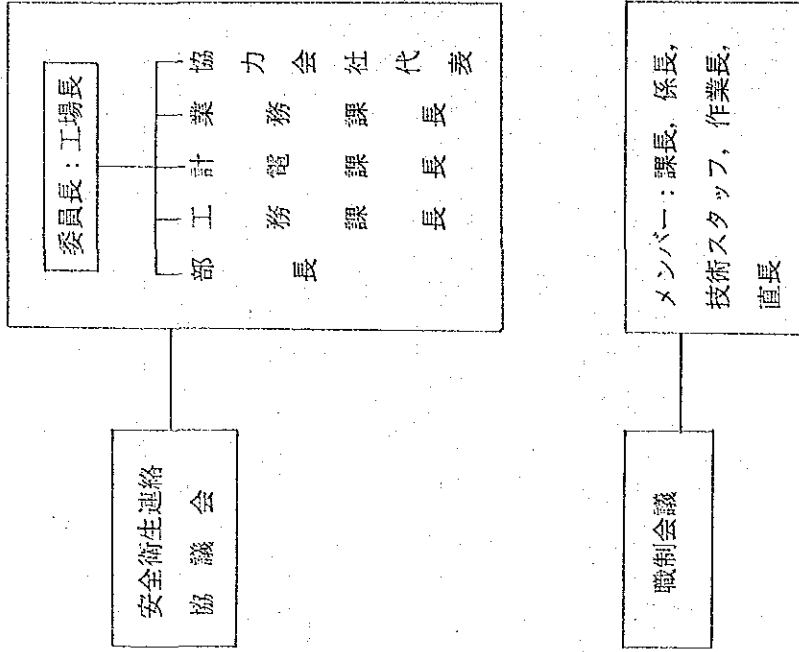 安全衛生連絡
協議会
委員長：工場長
部長
工務課長
計電課長
業務課長
協力会社代表
職制会議
メンバー：課長，係長，
技術スタッフ，作業長，
直長